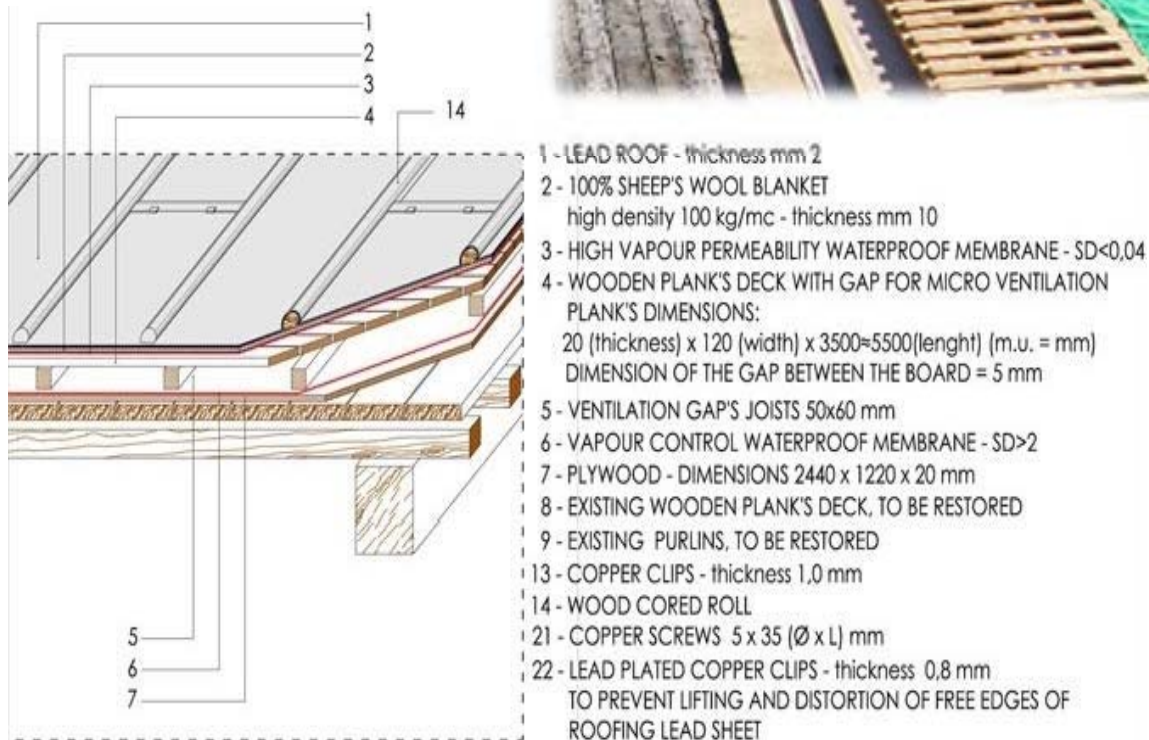 1
2
3
4
14
5
6
7
1 - LEAD ROOF - thickness mm 2
2 - 100% SHEEP'S WOOL BLANKET
high density 100 kg/mc - thickness mm 10
3 - HIGH VAPOUR PERMEABILITY WATERPROOF MEMBRANE - SD<0,04
4 - WOODEN PLANK'S DECK WITH GAP FOR MICRO VENTILATION
PLANK'S DIMENSIONS:
20 (thickness) x 120 (width) x 3500≈5500(lenght) (m.u. = mm)
DIMENSION OF THE GAP BETWEEN THE BOARD = 5 mm
5 - VENTILATION GAP'S JOISTS 50x60 mm
6 - VAPOUR CONTROL WATERPROOF MEMBRANE - SD>2
7 - PLYWOOD - DIMENSIONS 2440 x 1220 x 20 mm
8 - EXISTING WOODEN PLANK'S DECK, TO BE RESTORED
9 - EXISTING PURLINS, TO BE RESTORED
13 - COPPER CLIPS - thickness 1,0 mm
14 - WOOD CORED ROLL
21 - COPPER SCREWS 5 x 35 (Ø x L) mm
22 - LEAD PLATED COPPER CLIPS - thickness 0,8 mm
TO PREVENT LIFTING AND DISTORTION OF FREE EDGES OF
ROOFING LEAD SHEET